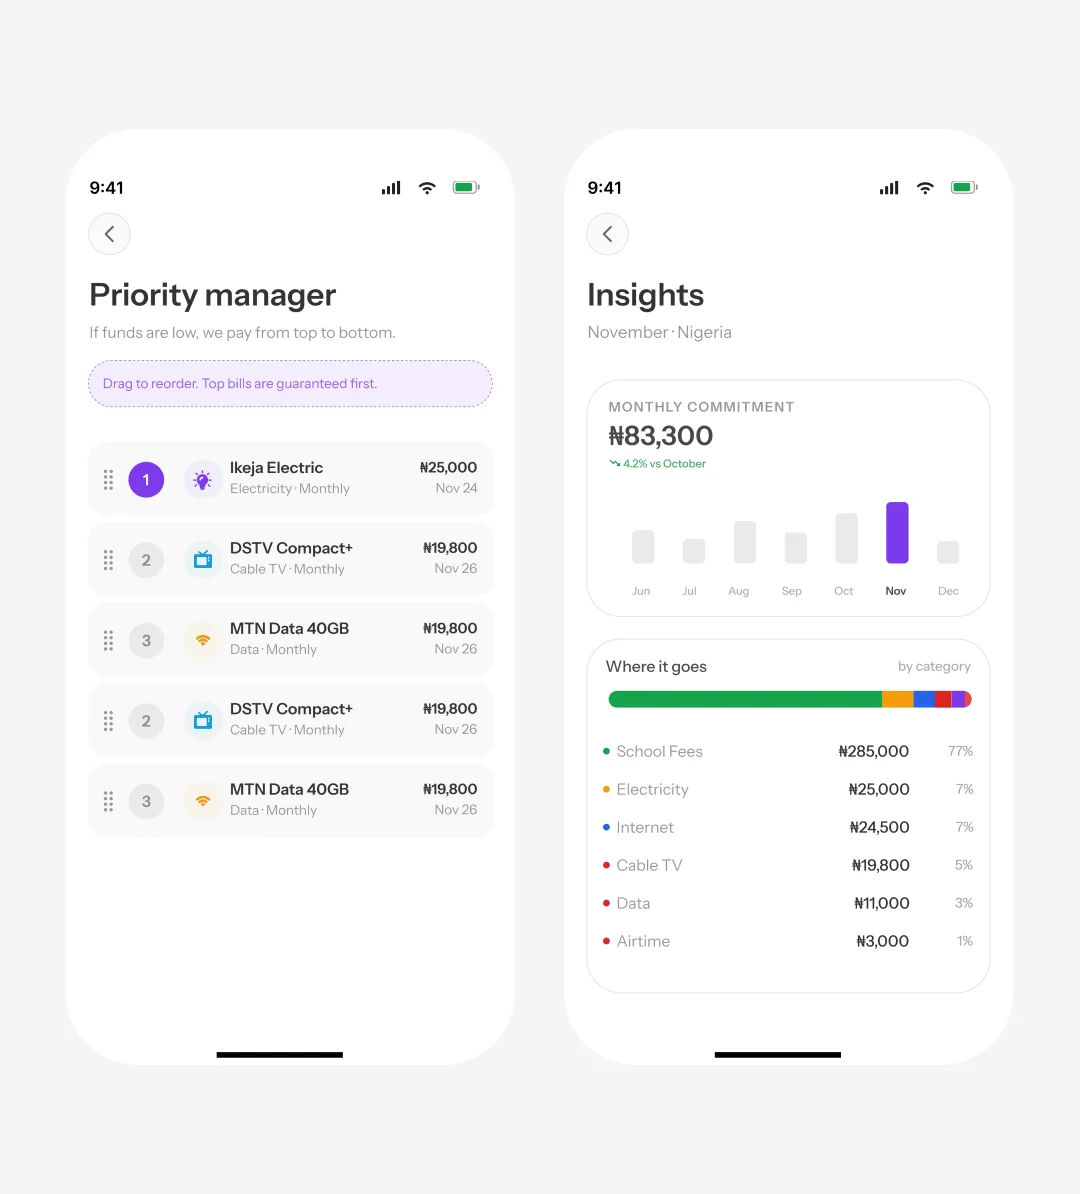 9:41
Priority manager
If funds are low, we pay from top to bottom.
Drag to reorder. Top bills are guaranteed first.
1
Ikeja Electric
₦25,000
Electricity · Monthly
Nov 24
2
DSTV Compact+
₦19,800
Cable TV · Monthly
Nov 26
3
MTN Data 40GB
₦19,800
Data · Monthly
Nov 26
2
DSTV Compact+
₦19,800
Cable TV · Monthly
Nov 26
3
MTN Data 40GB
₦19,800
Data · Monthly
Nov 26
9:41
Insights
November · Nigeria
MONTHLY COMMITMENT
₦83,300
4.2% vs October
Jun Jul Aug Sep Oct Nov Dec
Where it goes by category
School Fees ₦285,000 77%
Electricity ₦25,000 7%
Internet ₦24,500 7%
Cable TV ₦19,800 5%
Data ₦11,000 3%
Airtime ₦3,000 1%